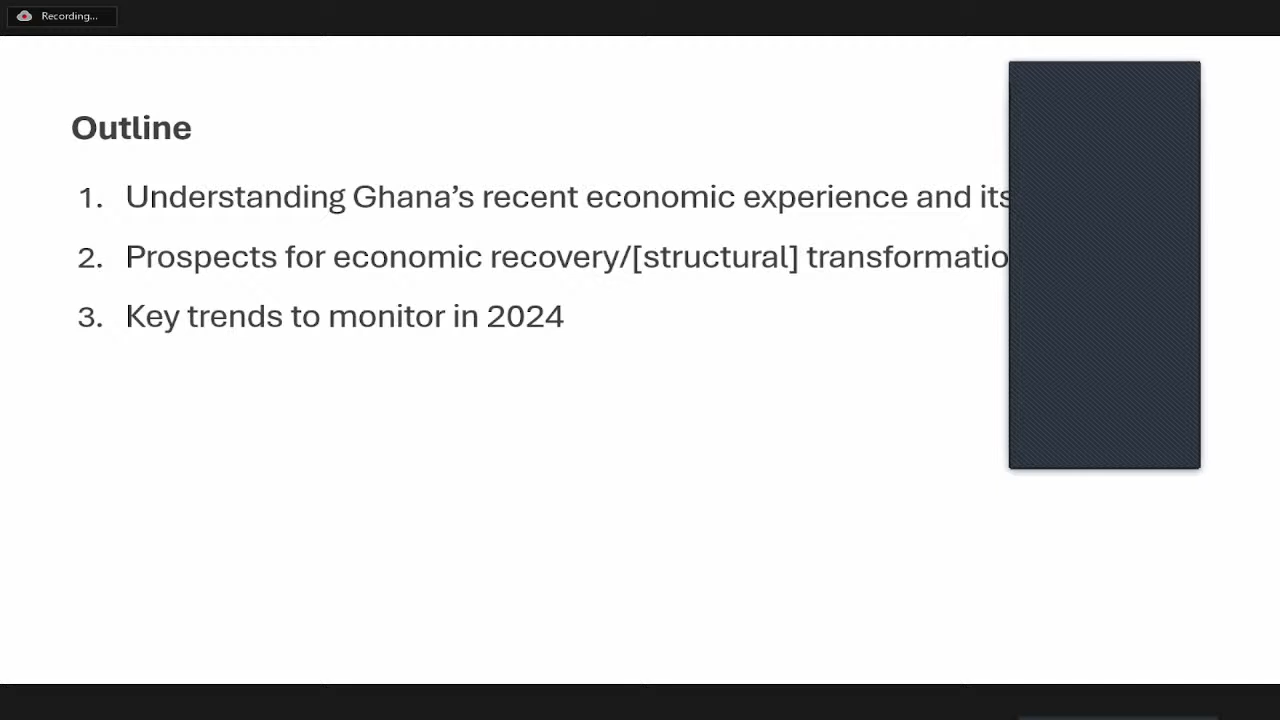 Recording...
Outline
1. Understanding Ghana’s recent economic experience and its
2. Prospects for economic recovery/[structural] transformatio
3. Key trends to monitor in 2024